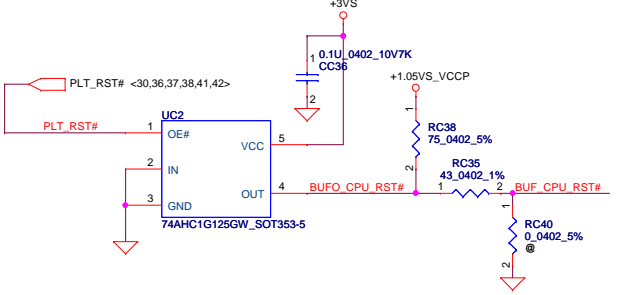 +3VS
1
0.1U_0402_10V7K
CC36
2
PLT_RST# <30,36,37,38,41,42>
+1.05VS_VCCP
UC2
PLT_RST#
1
OE#
VCC
5
1
RC38
75_0402_5%
2
2
IN
RC35
43_0402_1%
OUT
4
BUFO_CPU_RST#
1
2
BUF_CPU_RST#
3
GND
74AHC1G125GW_SOT353-5
1
RC40
0_0402_5%
@
2